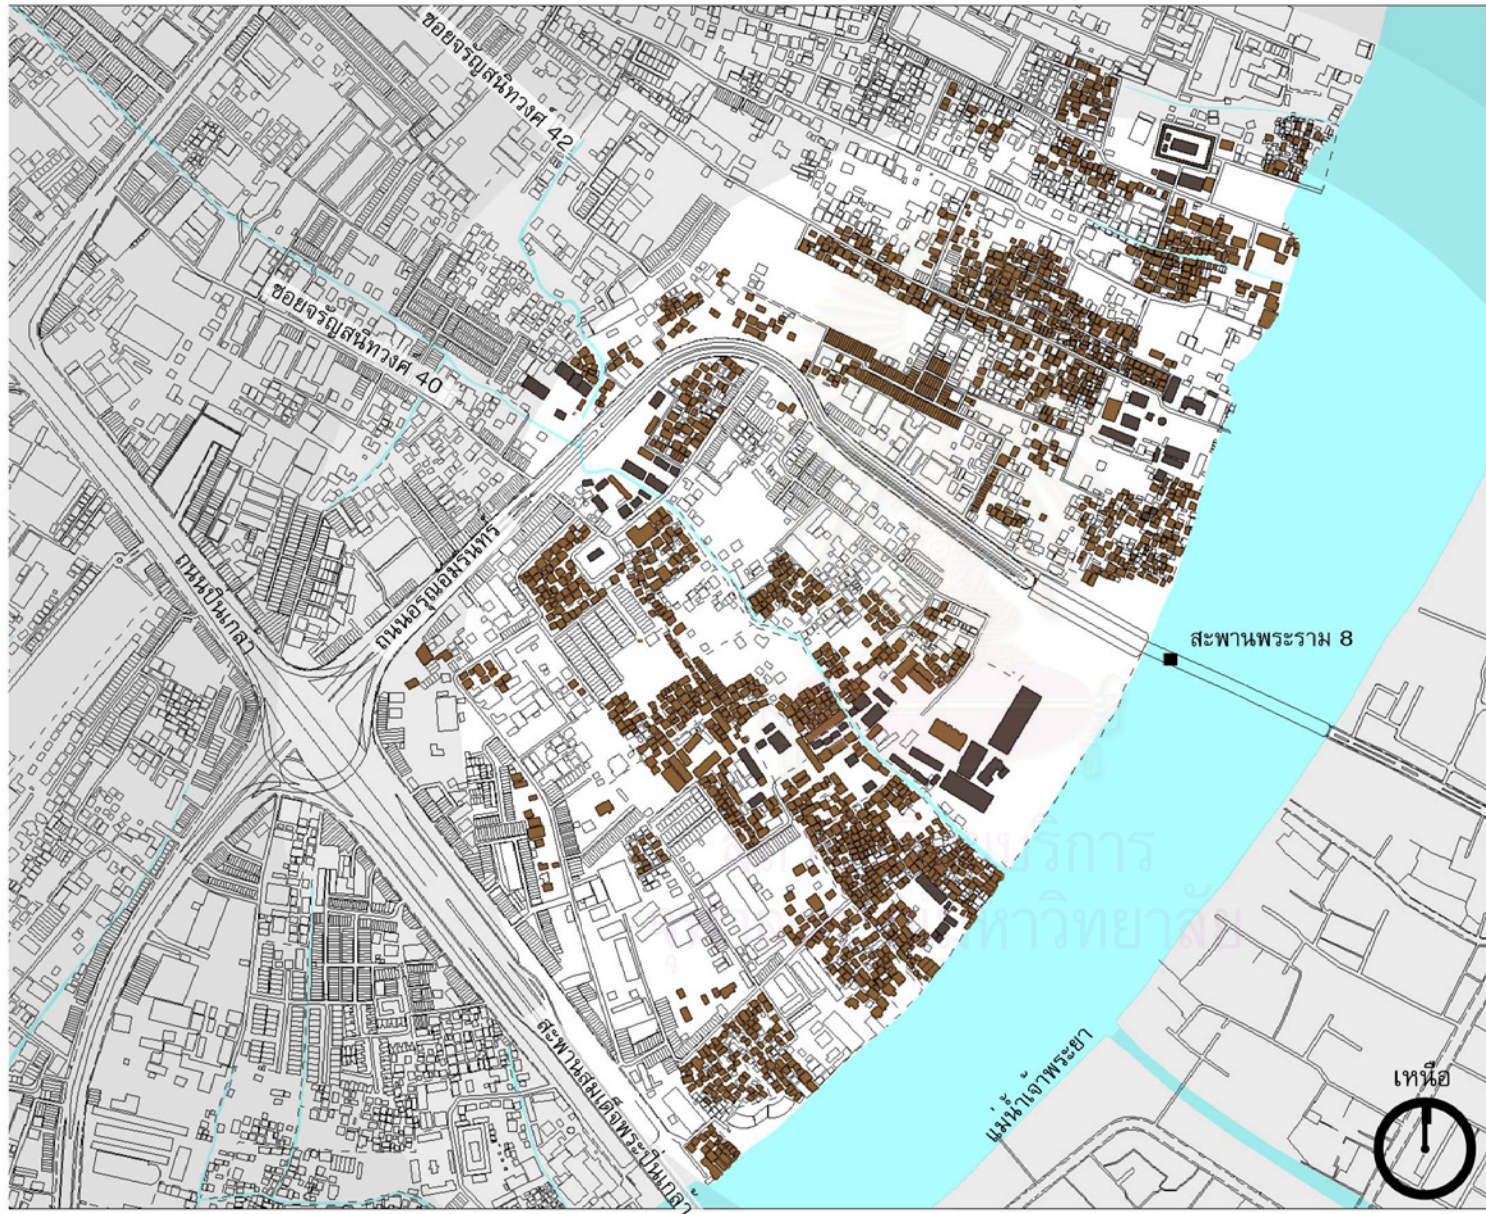 ซอยจรัญสนิทวงศ์ 42
ซอยจรัญสนิทวงศ์ 40
ถนนอรุณอมรินทร์
ถนนปิ่นเกล้า
สะพานพระราม 8
สะพานสมเด็จพระปิ่นเกล้า
แม่น้ำเจ้าพระยา
เหนือ